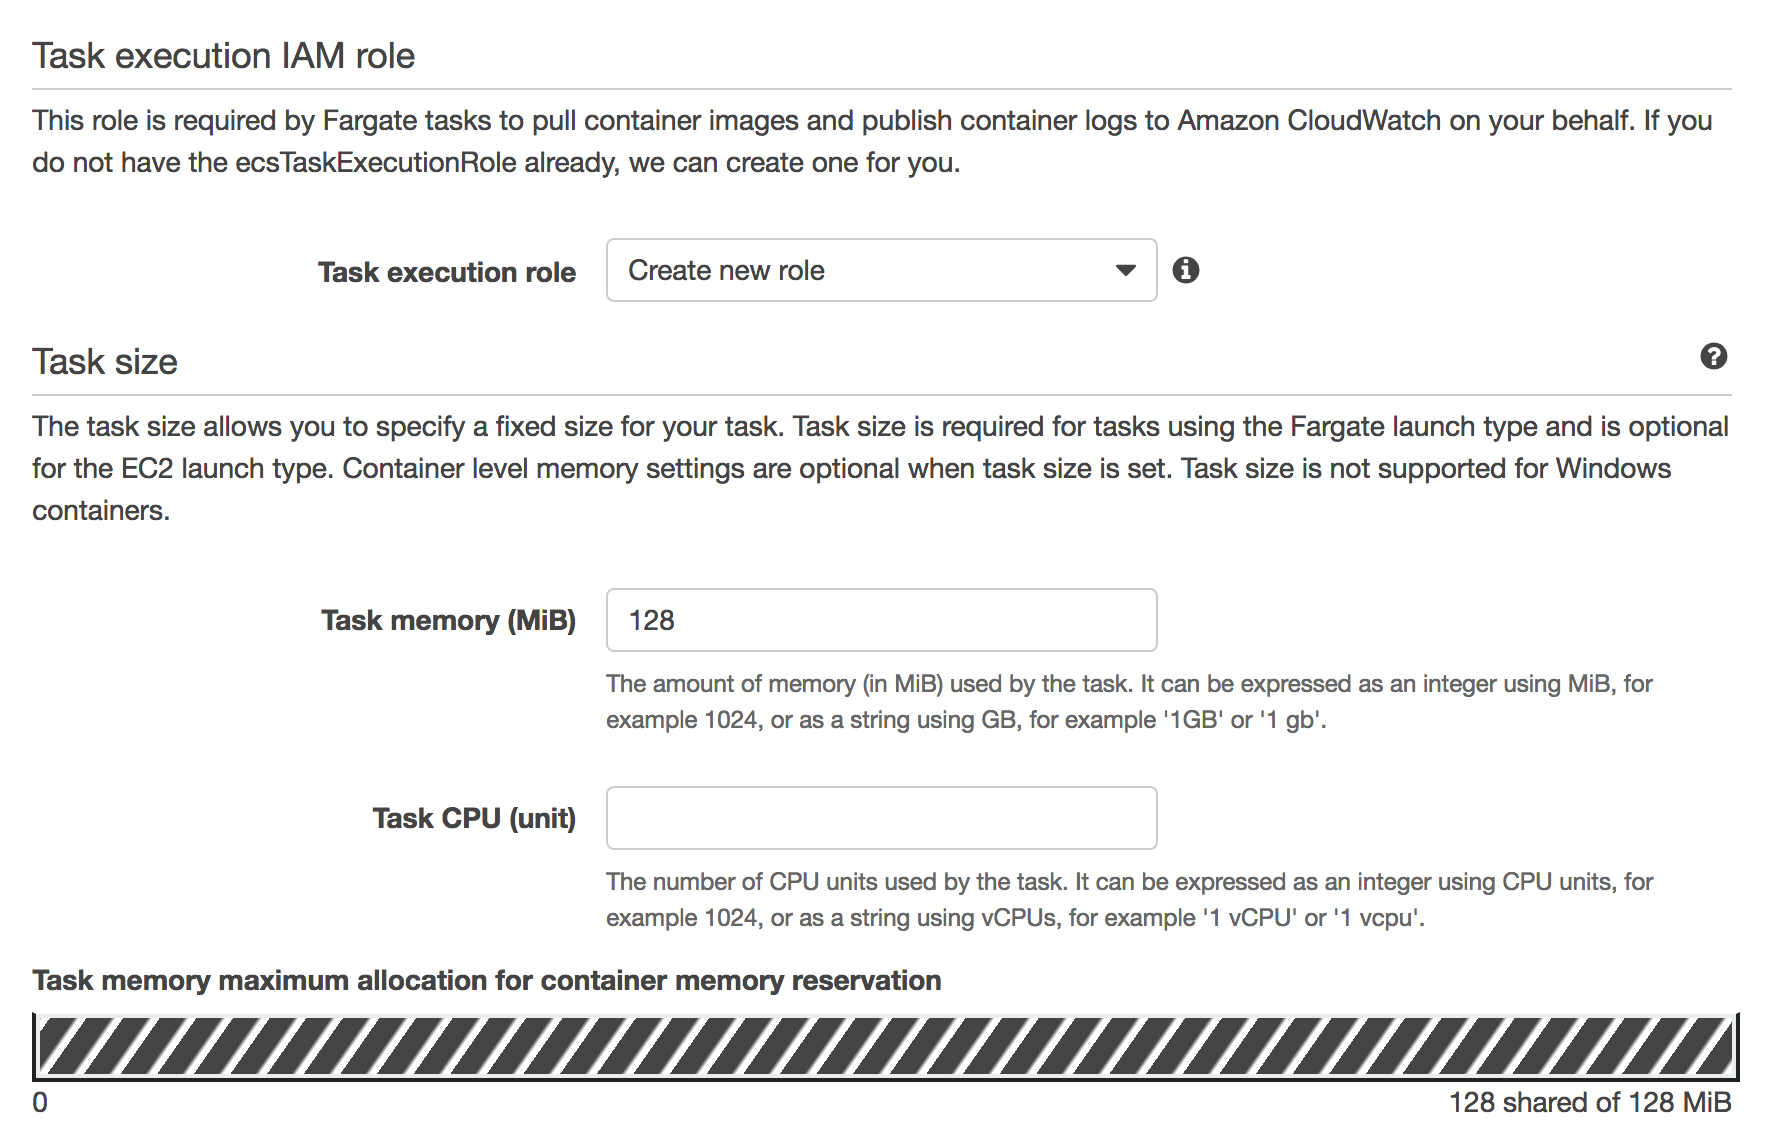 Task execution IAM role
This role is required by Fargate tasks to pull container images and publish container logs to Amazon CloudWatch on your behalf. If you
do not have the ecsTaskExecutionRole already, we can create one for you.
Task execution role
Create new role
Task size
The task size allows you to specify a fixed size for your task. Task size is required for tasks using the Fargate launch type and is optional
for the EC2 launch type. Container level memory settings are optional when task size is set. Task size is not supported for Windows
containers.
Task memory (MiB)
128
The amount of memory (in MiB) used by the task. It can be expressed as an integer using MiB, for
example 1024, or as a string using GB, for example '1GB' or '1 gb'.
Task CPU (unit)
The number of CPU units used by the task. It can be expressed as an integer using CPU units, for
example 1024, or as a string using vCPUs, for example '1 vCPU' or '1 vcpu'.
Task memory maximum allocation for container memory reservation
0
128 shared of 128 MiB